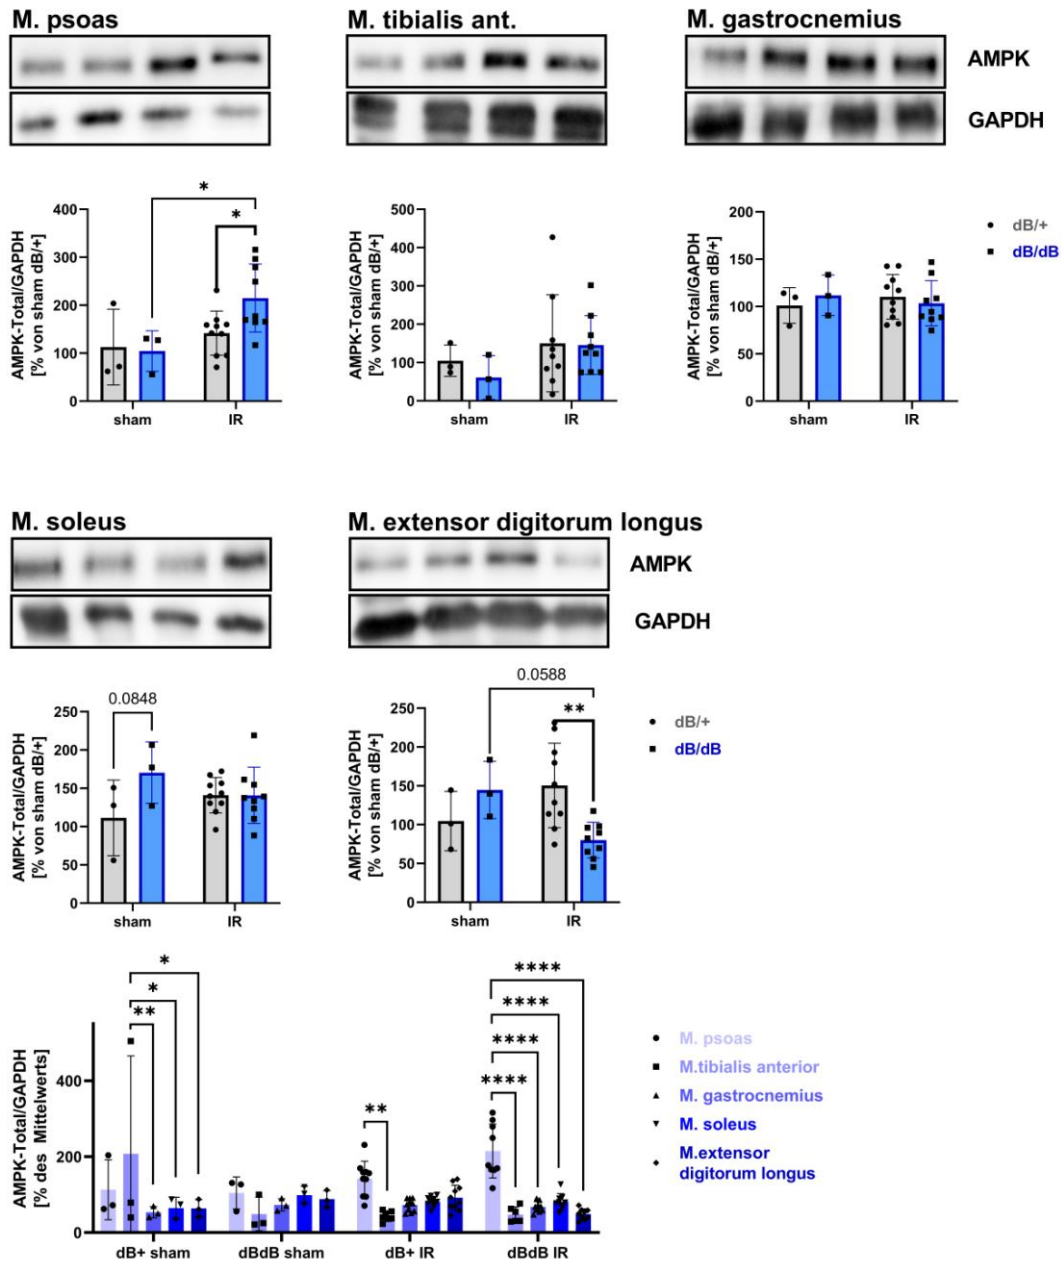 M. psoas
M. tibialis ant.
M. gastrocnemius
AMPK
GAPDH
AMPK-Total/GAPDH
[% von sham dB/+]
400
300
200
100
0
*
*
sham
IR
AMPK-Total/GAPDH
[% von sham dB/+]
500
400
300
200
100
0
sham
IR
AMPK-Total/GAPDH
[% von sham dB/+]
200
150
100
50
0
sham
IR
dB/+
dB/dB
M. soleus
M. extensor digitorum longus
AMPK
GAPDH
AMPK-Total/GAPDH
[% von sham dB/+]
250
200
150
100
50
0
0.0848
sham
IR
AMPK-Total/GAPDH
[% von sham dB/+]
250
200
150
100
50
0
0.0588
**
sham
IR
dB/+
dB/dB
AMPK-Total/GAPDH
[% des Mittelwerts]
400
200
0
*
*
**
**
****
****
****
****
dB+ sham
dBdB sham
dB+ IR
dBdB IR
M. psoas
M.tibialis anterior
M. gastrocnemius
M. soleus
M.extensor
digitorum longus